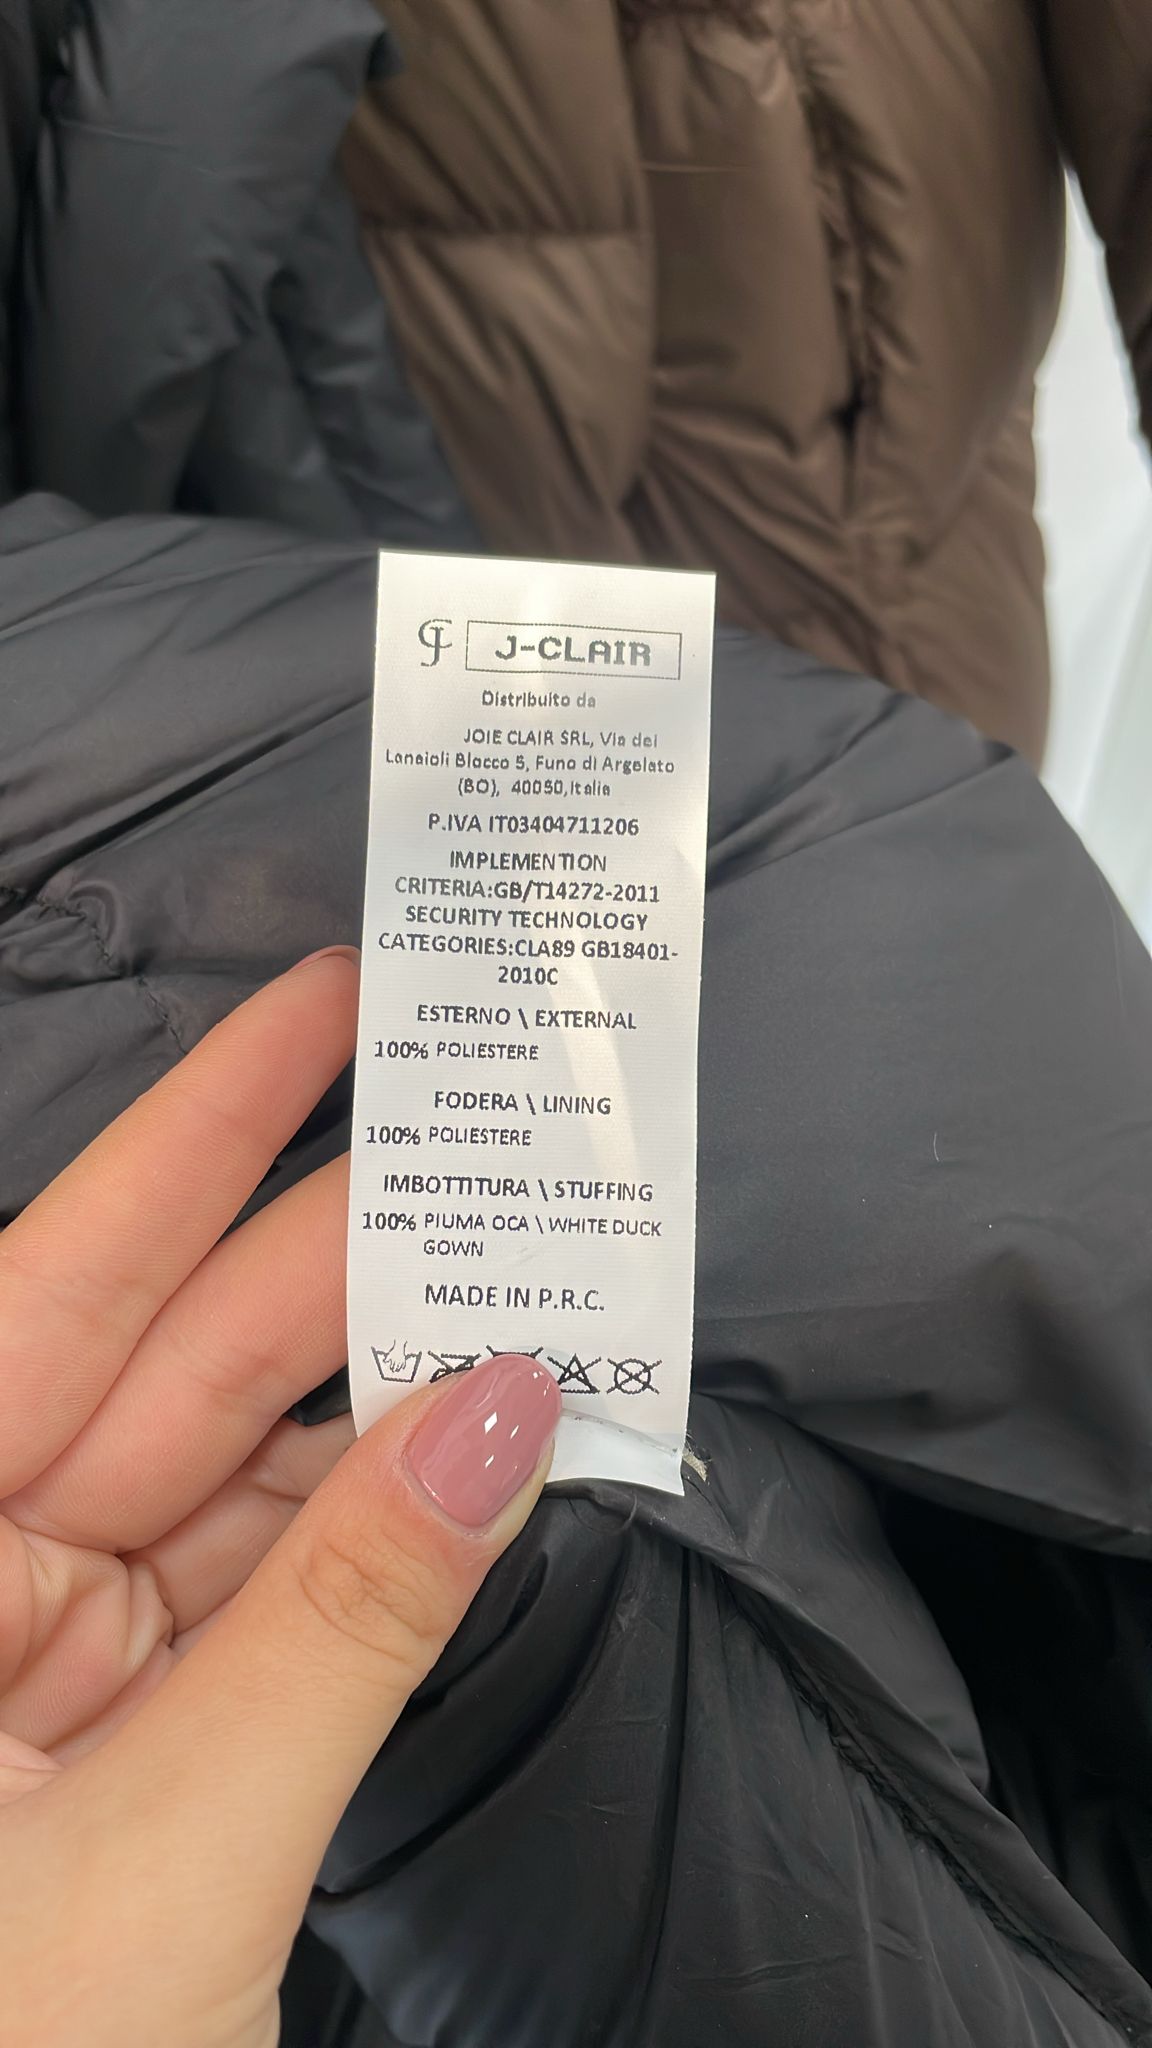 J-CLAIR
Distribuito da
JOIE CLAIR SRL, Via dei
Lanaioli Blocco 5, Funo di Argelato
(BO), 40050, Italia
P.IVA IT03404711206
IMPLEMENTION
CRITERIA:GB/T14272-2011
SECURITY TECHNOLOGY
CATEGORIES:CLA89 GB18401-
2010C
ESTERNO \ EXTERNAL
100% POLIESTERE
FODERA \ LINING
100% POLIESTERE
IMBOTTITURA \ STUFFING
100% PIUMA OCA \ WHITE DUCK
GOWN
MADE IN P.R.C.